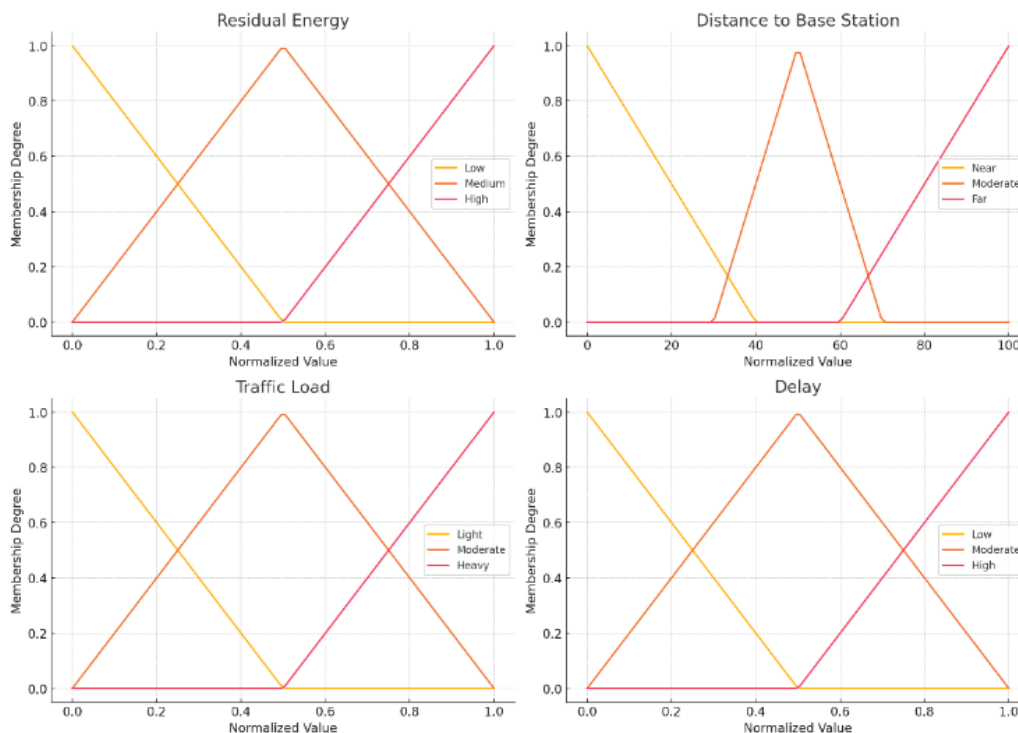 Residual Energy
1.0
0.8
0.6
0.4
0.2
0.0
Membership Degree
Low
Medium
High
0.0 0.2 0.4 0.6 0.8 1.0
Normalized Value
Distance to Base Station
1.0
0.8
0.6
0.4
0.2
0.0
Membership Degree
Near
Moderate
Far
0 20 40 60 80 100
Normalized Value
Traffic Load
1.0
0.8
0.6
0.4
0.2
0.0
Membership Degree
Light
Moderate
Heavy
0.0 0.2 0.4 0.6 0.8 1.0
Normalized Value
Delay
1.0
0.8
0.6
0.4
0.2
0.0
Membership Degree
Low
Moderate
High
0.0 0.2 0.4 0.6 0.8 1.0
Normalized Value